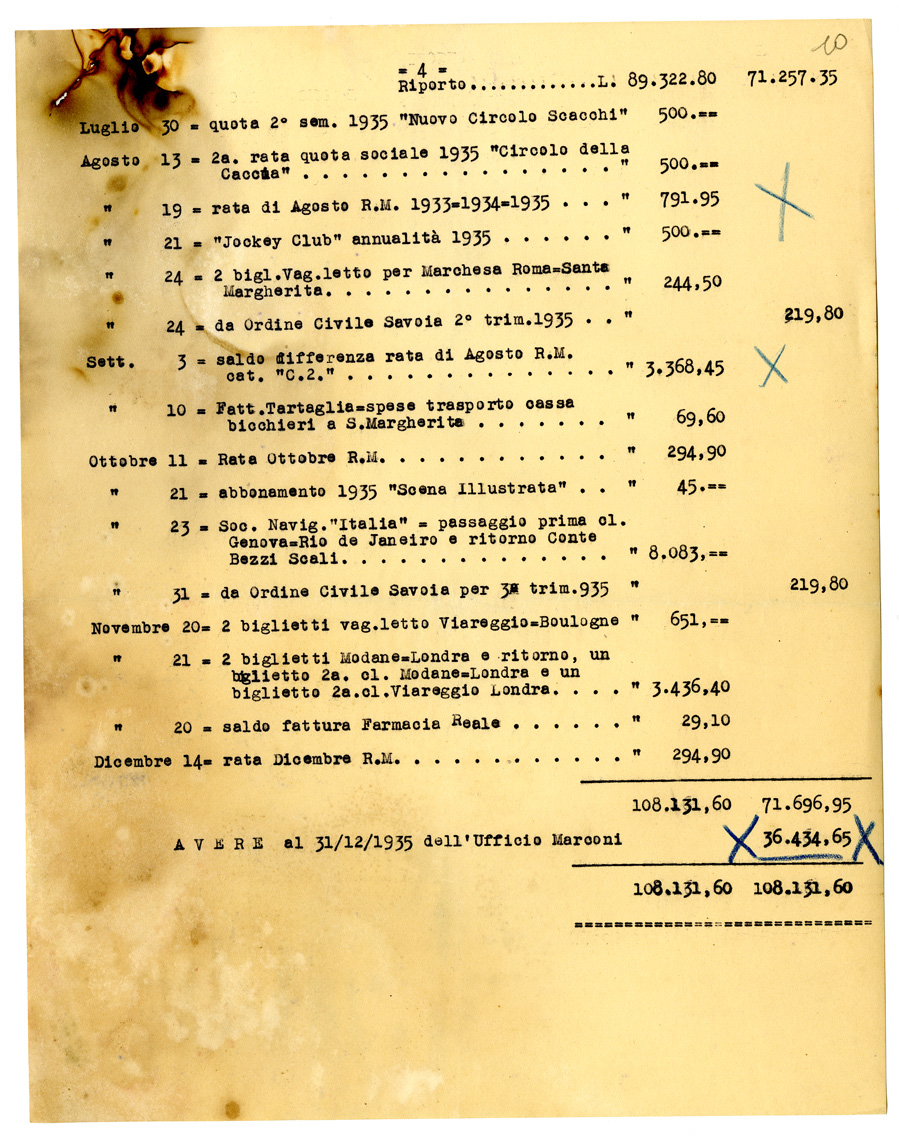 10
= 4 =
Riporto.............L. 89.322.80 71.257.35
Luglio 30 = quota 2° sem. 1935 "Nuovo Circolo Scacchi" 500.==
Agosto 13 = 2a. rata quota sociale 1935 "Circolo della
Caccia" . . . . . . . . . . . . . . . . " 500.==
" 19 = rata di Agosto R.M. 1933=1934=1935 . . . " 791.95
" 21 = "Jockey Club" annualità 1935 . . . . . . " 500.==
" 24 = 2 bigl.Vag.letto per Marchesa Roma=Santa
Margherita. . . . . . . . . . . . . . . " 244,50
" 24 = da Ordine Civile Savoia 2° trim.1935 . . " 219,80
Sett. 3 = saldo differenza rata di Agosto R.M.
cat. "C.2." . . . . . . . . . . . . . . " 3.368,45
" 10 = Fatt.Tartaglia=spese trasporto cassa
bicchieri a S.Margherita . . . . . . . " 69,60
Ottobre 11 = Rata Ottobre R.M. . . . . . . . . . . . " 294,90
" 21 = abbonamento 1935 "Scena Illustrata" . . " 45.==
" 23 = Soc. Navig."Italia" = passaggio prima cl.
Genova=Rio de Janeiro e ritorno Conte
Bezzi Scali. . . . . . . . . . . . . . " 8.083,==
" 31 = da Ordine Civile Savoia per 3° trim.935 " 219,80
Novembre 20= 2 biglietti vag.letto Viareggio=Boulogne " 651,==
" 21 = 2 biglietti Modane=Londra e ritorno, un
biglietto 2a. cl. Modane=Londra e un
biglietto 2a.cl.Viareggio Londra. . . . " 3.436,40
" 20 = saldo fattura Farmacia Reale . . . . . . " 29,10
Dicembre 14= rata Dicembre R.M. . . . . . . . . . . . " 294,90
108.131,60 71.696,95
A V E R E al 31/12/1935 dell'Ufficio Marconi 36.434,65
108.131,60 108.131,60
==============================